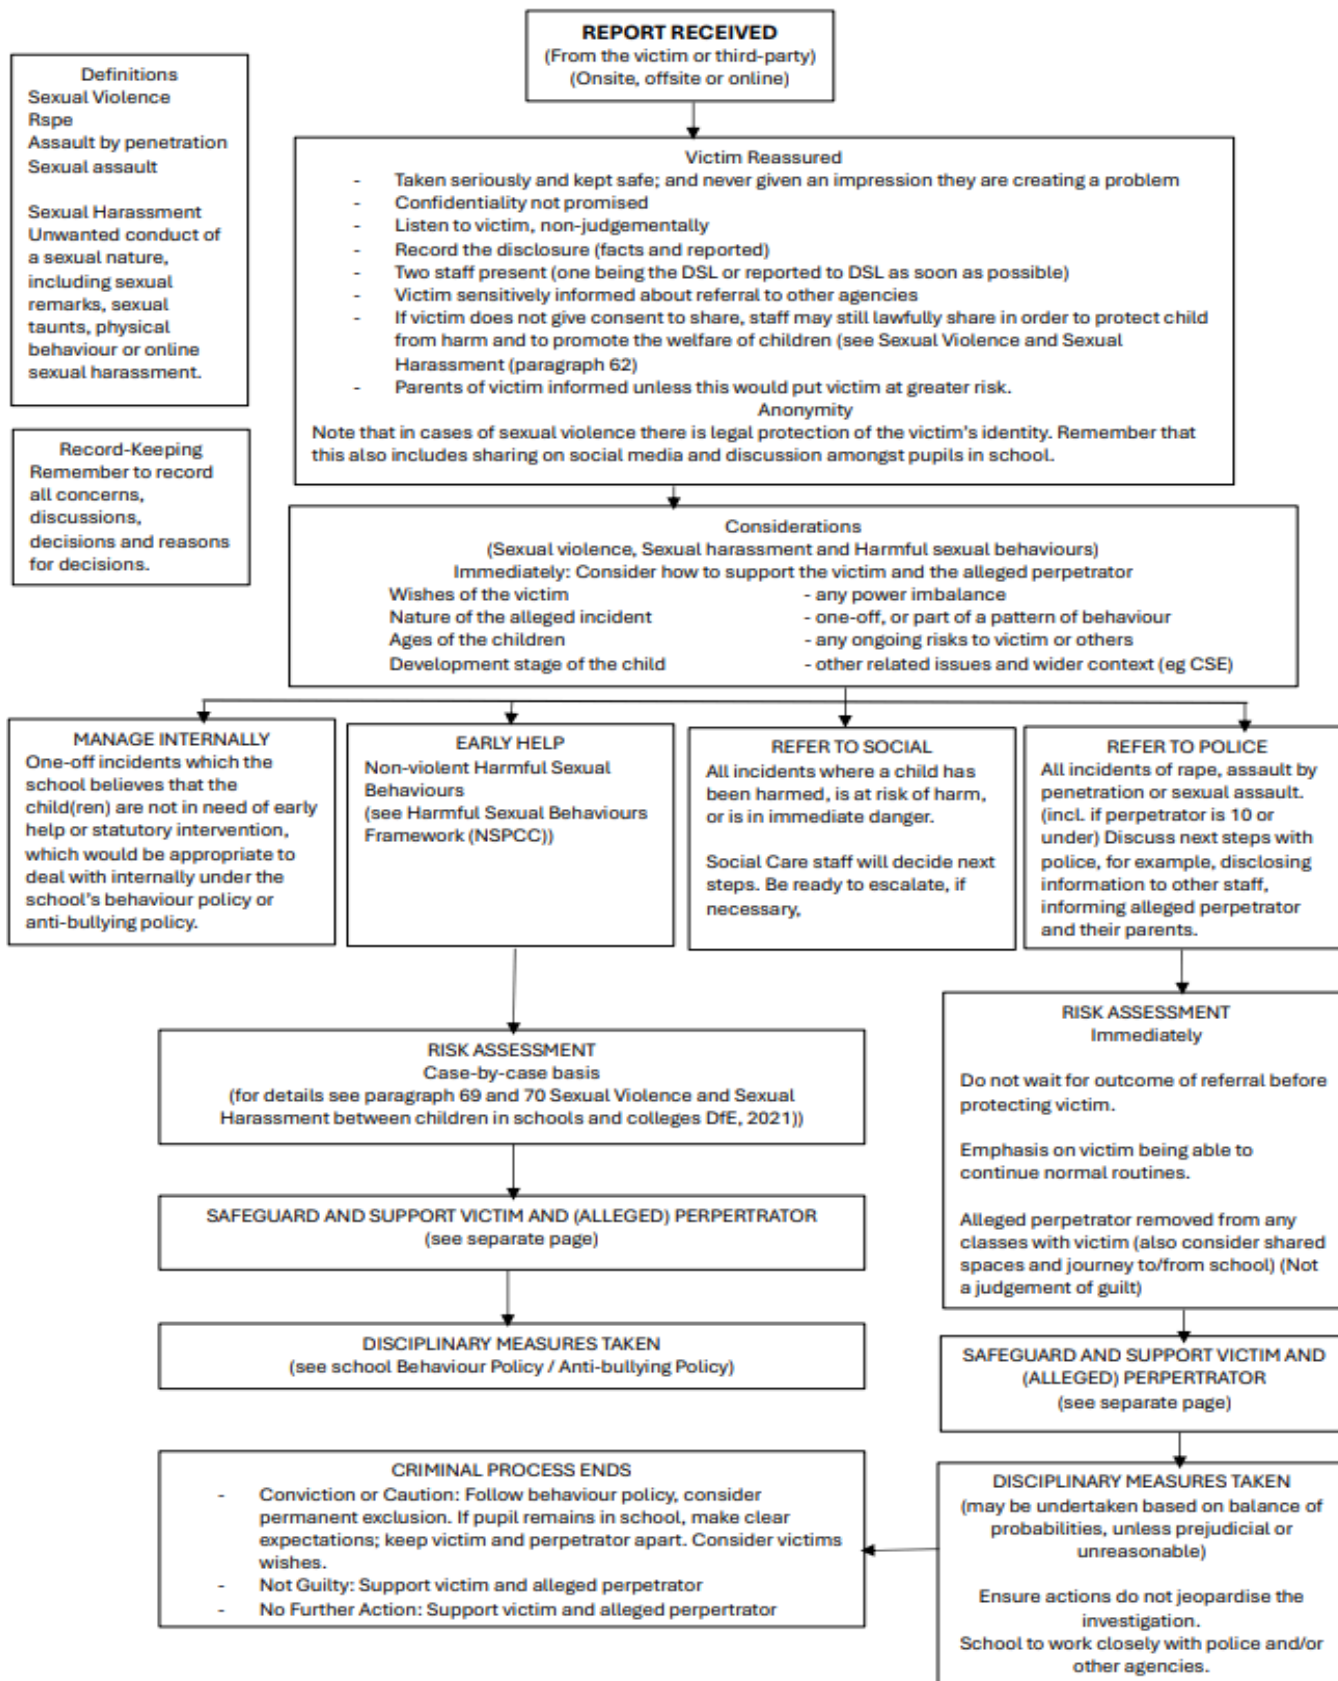 REPORT RECEIVED
(From the victim or third-party)
(Onsite, offsite or online)
Definitions
Sexual Violence
Rspe
Assault by penetration
Sexual assault
Sexual Harassment
Unwanted conduct of
a sexual nature,
including sexual
remarks, sexual
taunts, physical
behaviour or online
sexual harassment.
Record-Keeping
Remember to record
all concerns,
discussions,
decisions and reasons
for decisions.
Victim Reassured
- Taken seriously and kept safe; and never given an impression they are creating a problem
- Confidentiality not promised
- Listen to victim, non-judgementally
- Record the disclosure (facts and reported)
- Two staff present (one being the DSL or reported to DSL as soon as possible)
- Victim sensitively informed about referral to other agencies
- If victim does not give consent to share, staff may still lawfully share in order to protect child
from harm and to promote the welfare of children (see Sexual Violence and Sexual
Harassment (paragraph 62)
- Parents of victim informed unless this would put victim at greater risk.
Anonymity
Note that in cases of sexual violence there is legal protection of the victim's identity. Remember that
this also includes sharing on social media and discussion amongst pupils in school.
Considerations
(Sexual violence, Sexual harassment and Harmful sexual behaviours)
Immediately: Consider how to support the victim and the alleged perpetrator
Wishes of the victim - any power imbalance
Nature of the alleged incident - one-off, or part of a pattern of behaviour
Ages of the children - any ongoing risks to victim or others
Development stage of the child - other related issues and wider context (eg CSE)
MANAGE INTERNALLY
One-off incidents which the
school believes that the
child(ren) are not in need of early
help or statutory intervention,
which would be appropriate to
deal with internally under the
school's behaviour policy or
anti-bullying policy.
EARLY HELP
Non-violent Harmful Sexual
Behaviours
(see Harmful Sexual Behaviours
Framework (NSPCC))
REFER TO SOCIAL
All incidents where a child has
been harmed, is at risk of harm,
or is in immediate danger.
Social Care staff will decide next
steps. Be ready to escalate, if
necessary,
REFER TO POLICE
All incidents of rape, assault by
penetration or sexual assault.
(incl. if perpetrator is 10 or
under) Discuss next steps with
police, for example, disclosing
information to other staff,
informing alleged perpetrator
and their parents.
RISK ASSESSMENT
Case-by-case basis
(for details see paragraph 69 and 70 Sexual Violence and Sexual
Harassment between children in schools and colleges DfE, 2021))
SAFEGUARD AND SUPPORT VICTIM AND (ALLEGED) PERPERTRATOR
(see separate page)
DISCIPLINARY MEASURES TAKEN
(see school Behaviour Policy / Anti-bullying Policy)
RISK ASSESSMENT
Immediately
Do not wait for outcome of referral before
protecting victim.
Emphasis on victim being able to
continue normal routines.
Alleged perpetrator removed from any
classes with victim (also consider shared
spaces and journey to/from school) (Not
a judgement of guilt)
SAFEGUARD AND SUPPORT VICTIM AND
(ALLEGED) PERPERTRATOR
(see separate page)
DISCIPLINARY MEASURES TAKEN
(may be undertaken based on balance of
probabilities, unless prejudicial or
unreasonable)
Ensure actions do not jeopardise the
investigation.
School to work closely with police and/or
other agencies.
CRIMINAL PROCESS ENDS
- Conviction or Caution: Follow behaviour policy, consider
permanent exclusion. If pupil remains in school, make clear
expectations; keep victim and perpetrator apart. Consider victims
wishes.
- Not Guilty: Support victim and alleged perpetrator
- No Further Action: Support victim and alleged perpertrator